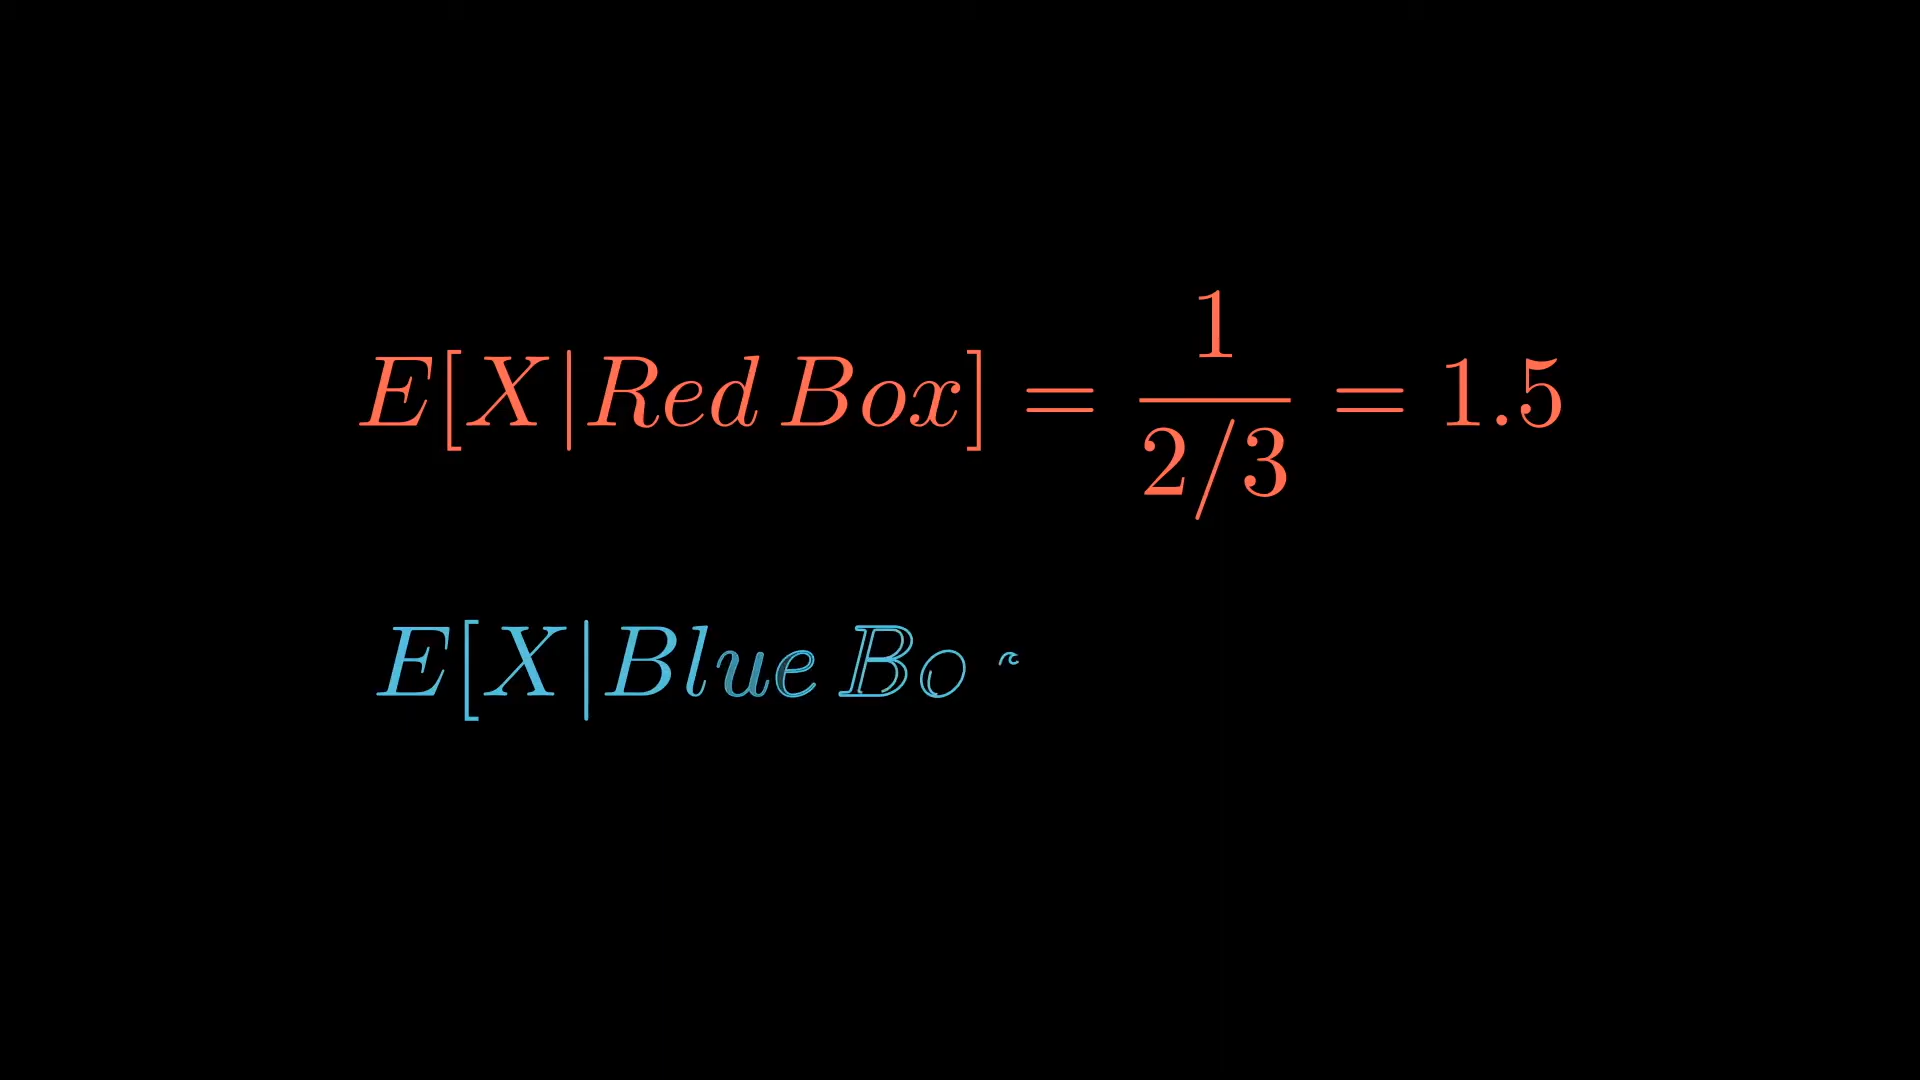 E[X|Red Box] = 1/(2/3) = 1.5
E[X|Blue Bo